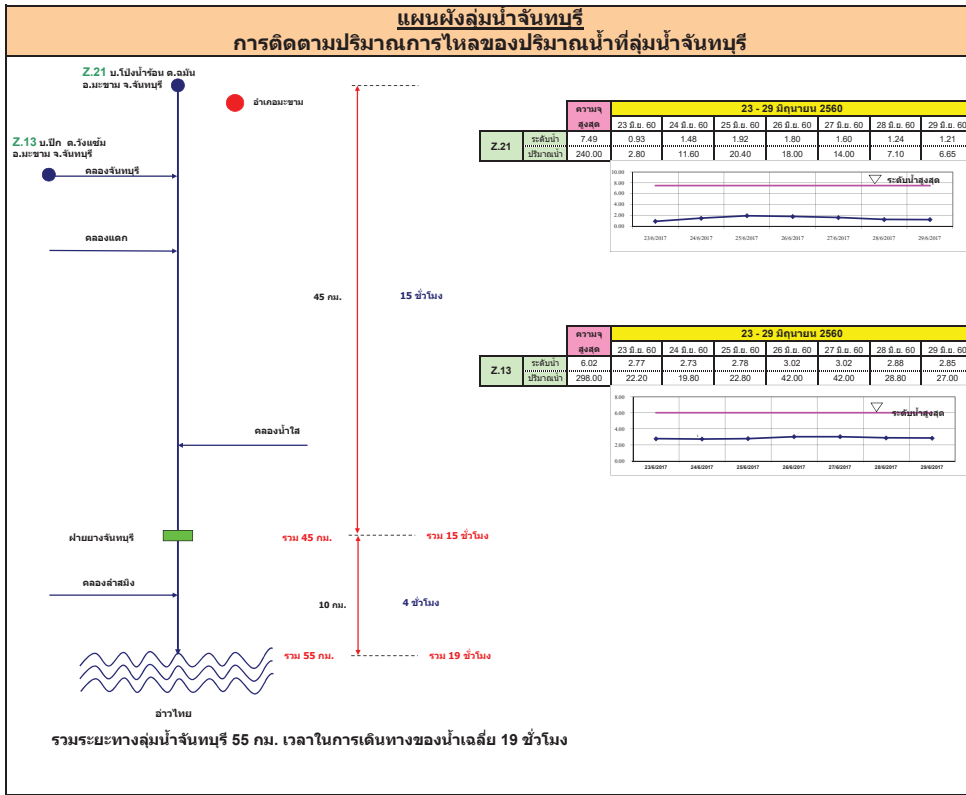 แผนผังลุ่มน้ำจันทบุรี
การติดตามปริมาณการไหลของปริมาณน้ำที่ลุ่มน้ำจันทบุรี
Z.21 บ.โป่งน้ำร้อน ต.ฉมัน
อ.มะขาม จ.จันทบุรี
อำเภอมะขาม
Z.13 บ.ปึก ต.วังแซ้ม
อ.มะขาม จ.จันทบุรี
คลองจันทบุรี
คลองแตก
45 กม. 15 ชั่วโมง
คลองน้ำใส
ฝายยางจันทบุรี รวม 45 กม. รวม 15 ชั่วโมง
คลองลำสมิง
10 กม. 4 ชั่วโมง
รวม 55 กม. รวม 19 ชั่วโมง
อ่าวไทย
รวมระยะทางลุ่มน้ำจันทบุรี 55 กม. เวลาในการเดินทางของน้ำเฉลี่ย 19 ชั่วโมง
ความจุ 23 - 29 มิถุนายน 2560
สูงสุด 23 มิ.ย. 60 24 มิ.ย. 60 25 มิ.ย. 60 26 มิ.ย. 60 27 มิ.ย. 60 28 มิ.ย. 60 29 มิ.ย. 60
Z.21
ระดับน้ำ 7.49 0.93 1.48 1.92 1.80 1.60 1.24 1.21
ปริมาณน้ำ 240.00 2.80 11.60 20.40 18.00 14.00 7.10 6.65
10.00
8.00
6.00
4.00
2.00
0.00
ระดับน้ำสูงสุด
23/6/2017 24/6/2017 25/6/2017 26/6/2017 27/6/2017 28/6/2017 29/6/2017
ความจุ 23 - 29 มิถุนายน 2560
สูงสุด 23 มิ.ย. 60 24 มิ.ย. 60 25 มิ.ย. 60 26 มิ.ย. 60 27 มิ.ย. 60 28 มิ.ย. 60 29 มิ.ย. 60
Z.13
ระดับน้ำ 6.02 2.77 2.73 2.78 3.02 3.02 2.88 2.85
ปริมาณน้ำ 298.00 22.20 19.80 22.80 42.00 42.00 28.80 27.00
8.00
6.00
4.00
2.00
0.00
ระดับน้ำสูงสุด
23/6/2017 24/6/2017 25/6/2017 26/6/2017 27/6/2017 28/6/2017 29/6/2017